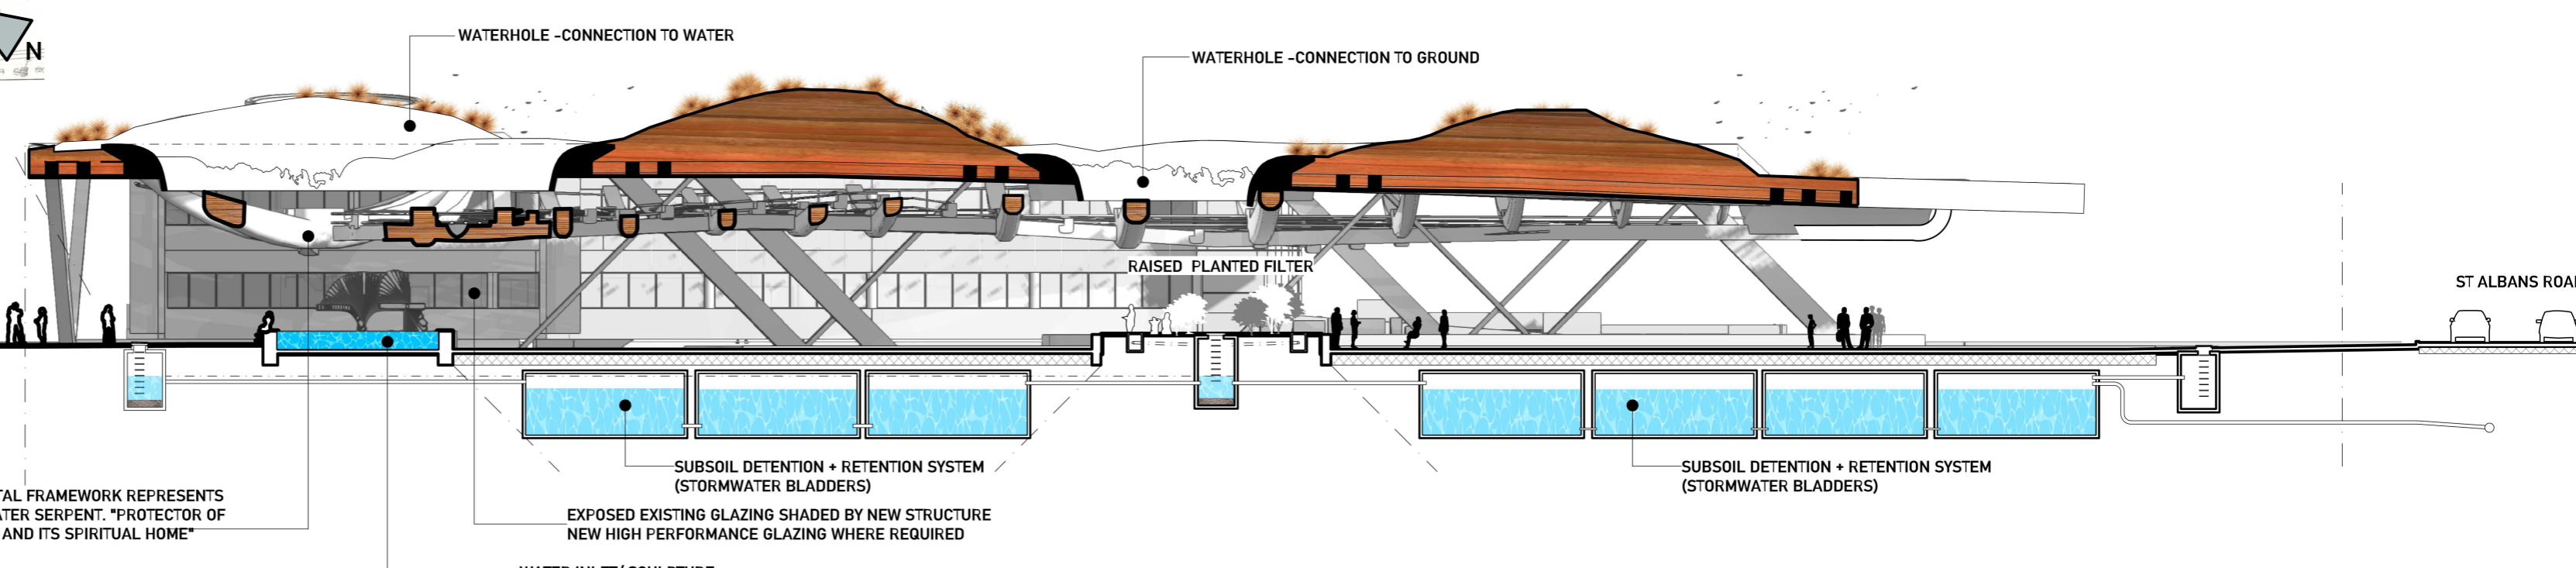 N
WATERHOLE -CONNECTION TO WATER
WATERHOLE -CONNECTION TO GROUND
RAISED PLANTED FILTER
ST ALBANS ROA
SUBSOIL DETENTION + RETENTION SYSTEM
(STORMWATER BLADDERS)
SUBSOIL DETENTION + RETENTION SYSTEM
(STORMWATER BLADDERS)
TAL FRAMEWORK REPRESENTS
ATER SERPENT. "PROTECTOR OF
AND ITS SPIRITUAL HOME"
EXPOSED EXISTING GLAZING SHADED BY NEW STRUCTURE
NEW HIGH PERFORMANCE GLAZING WHERE REQUIRED